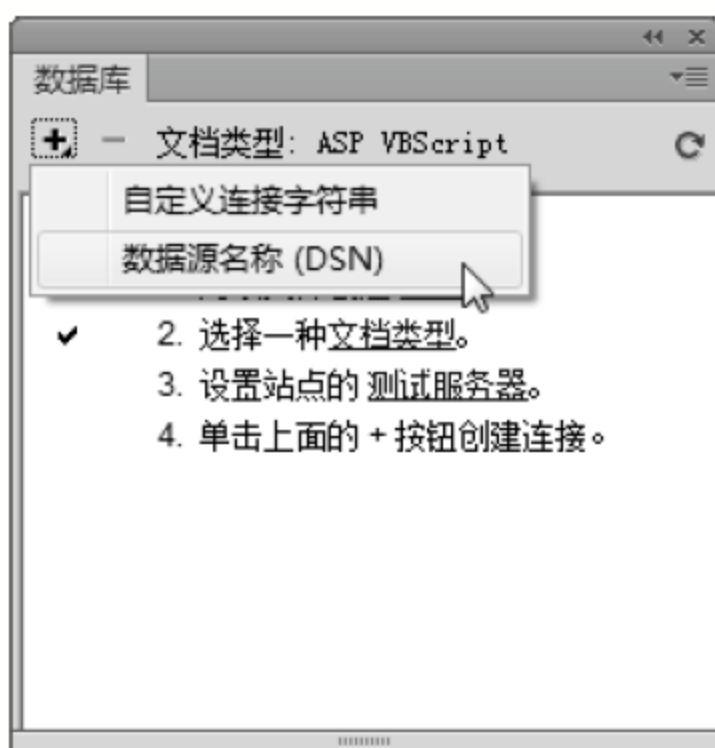 数据库
文档类型: ASP VBScript
自定义连接字符串
数据源名称 (DSN)
2. 选择一种文档类型。
3. 设置站点的 测试服务器。
4. 单击上面的 + 按钮创建连接。